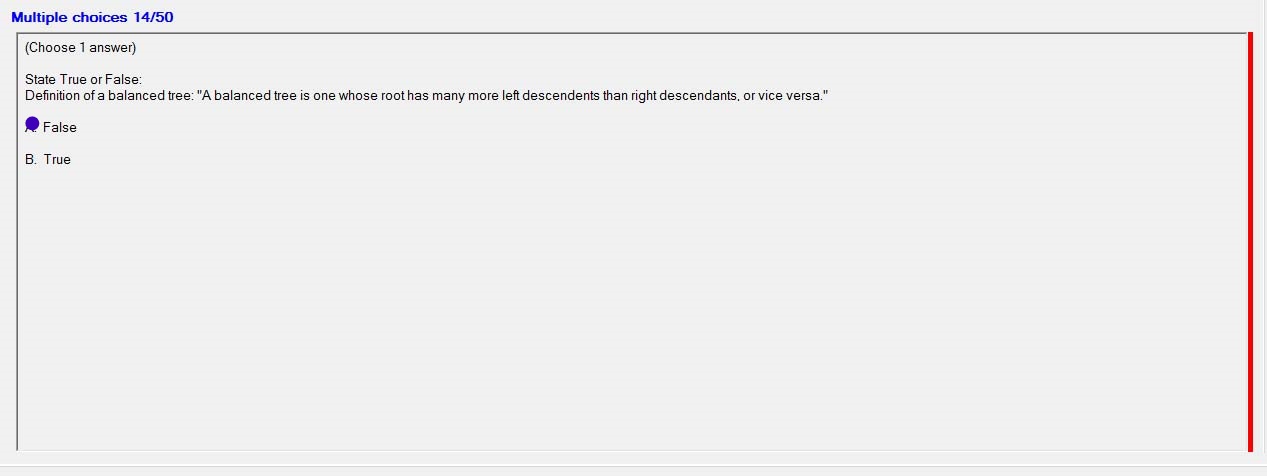 Multiple choices 14/50
(Choose 1 answer)
State True or False:
Definition of a balanced tree: "A balanced tree is one whose root has many more left descendents than right descendants, or vice versa."
False
B. True